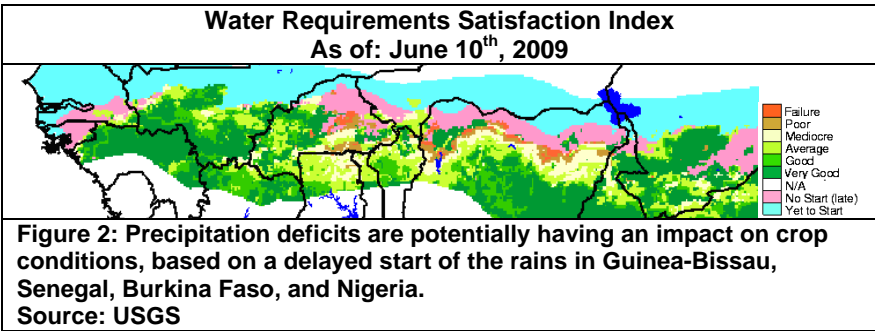 Water Requirements Satisfaction Index
As of: June 10th, 2009
Failure
Poor
Mediocre
Average
Good
Very Good
N/A
No Start (late)
Yet to Start
Figure 2: Precipitation deficits are potentially having an impact on crop
conditions, based on a delayed start of the rains in Guinea-Bissau,
Senegal, Burkina Faso, and Nigeria.
Source: USGS